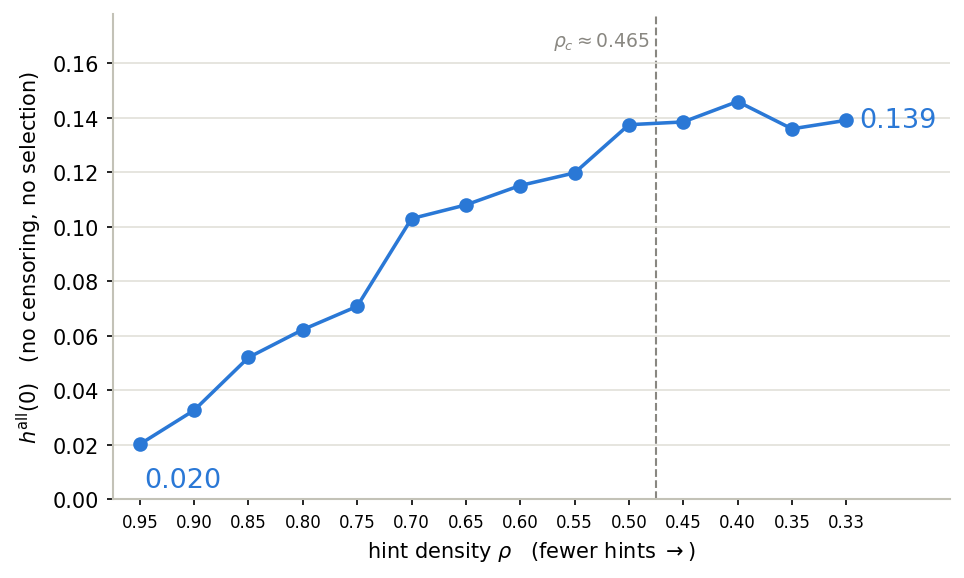 ρc ≈ 0.465
0.16
0.14
0.12
0.10
0.08
0.06
0.04
0.02
0.00
h^all(0) (no censoring, no selection)
0.139
0.020
0.95 0.90 0.85 0.80 0.75 0.70 0.65 0.60 0.55 0.50 0.45 0.40 0.35 0.33
hint density ρ (fewer hints →)